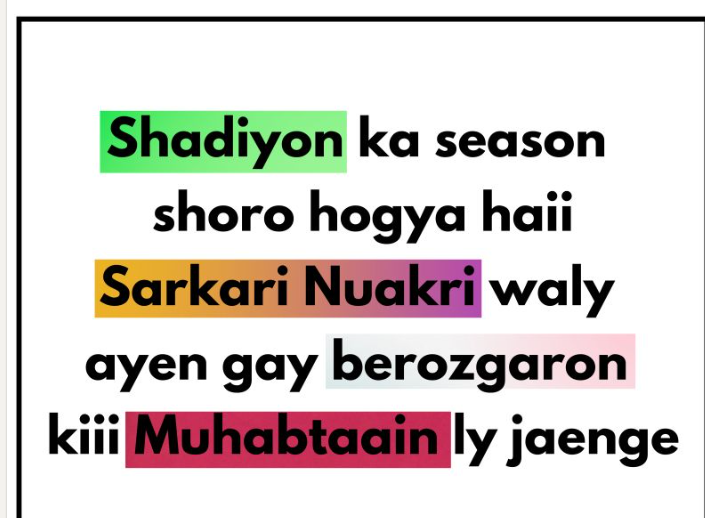 Shadiyon ka season
shoro hogya haii
Sarkari Nuakri waly
ayen gay berozgaron
kiii Muhabtaain ly jaenge